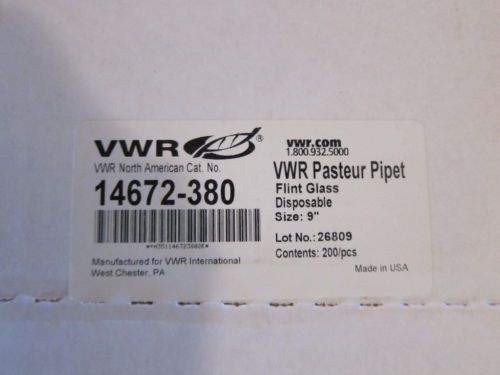 VWR ®
VWR North American Cat. No.
14672-380
Manufactured for VWR International
West Chester, PA
vwr.com
1.800.932.5000
VWR Pasteur Pipet
Flint Glass
Disposable
Size: 9"
Lot No.: 26809
Contents: 200/pcs
Made in USA